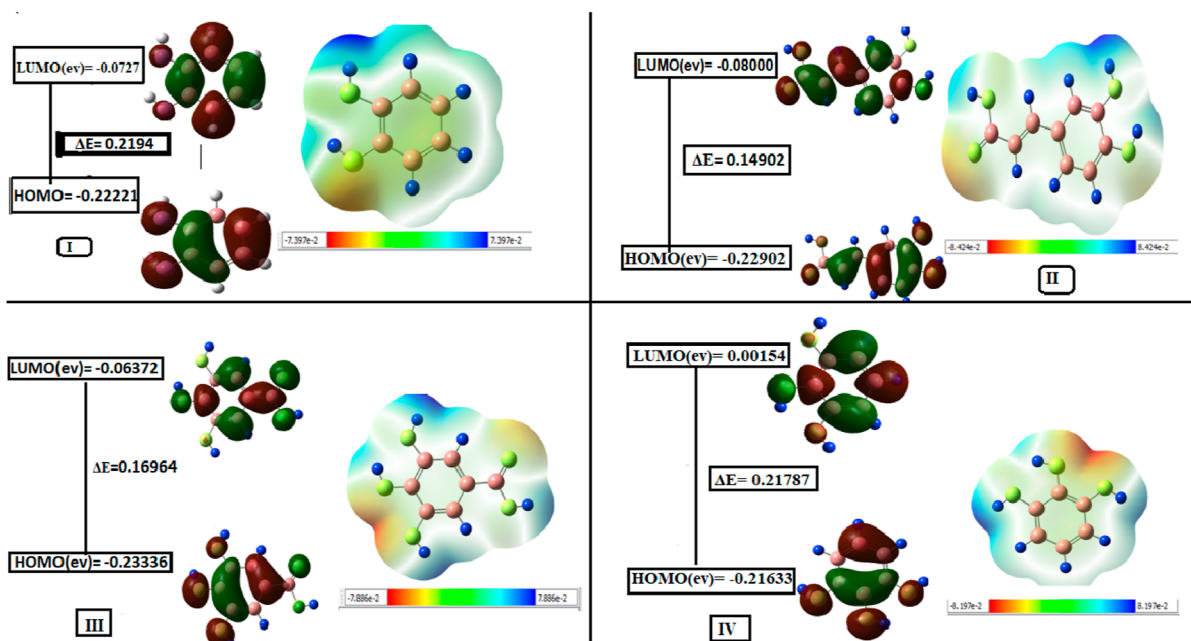 LUMO(ev)= -0.0727
ΔE= 0.2194
HOMO= -0.22221
I
-7.397e-2
7.397e-2
LUMO(ev)= -0.08000
ΔE= 0.14902
HOMO(ev)= -0.22902
-8.424e-2
8.424e-2
II
LUMO(ev)= -0.06372
ΔE=0.16964
HOMO(ev)= -0.23336
-7.886e-2
7.886e-2
III
LUMO(ev)= 0.00154
ΔE= 0.21787
HOMO(ev)= -0.21633
-8.197e-2
8.197e-2
IV